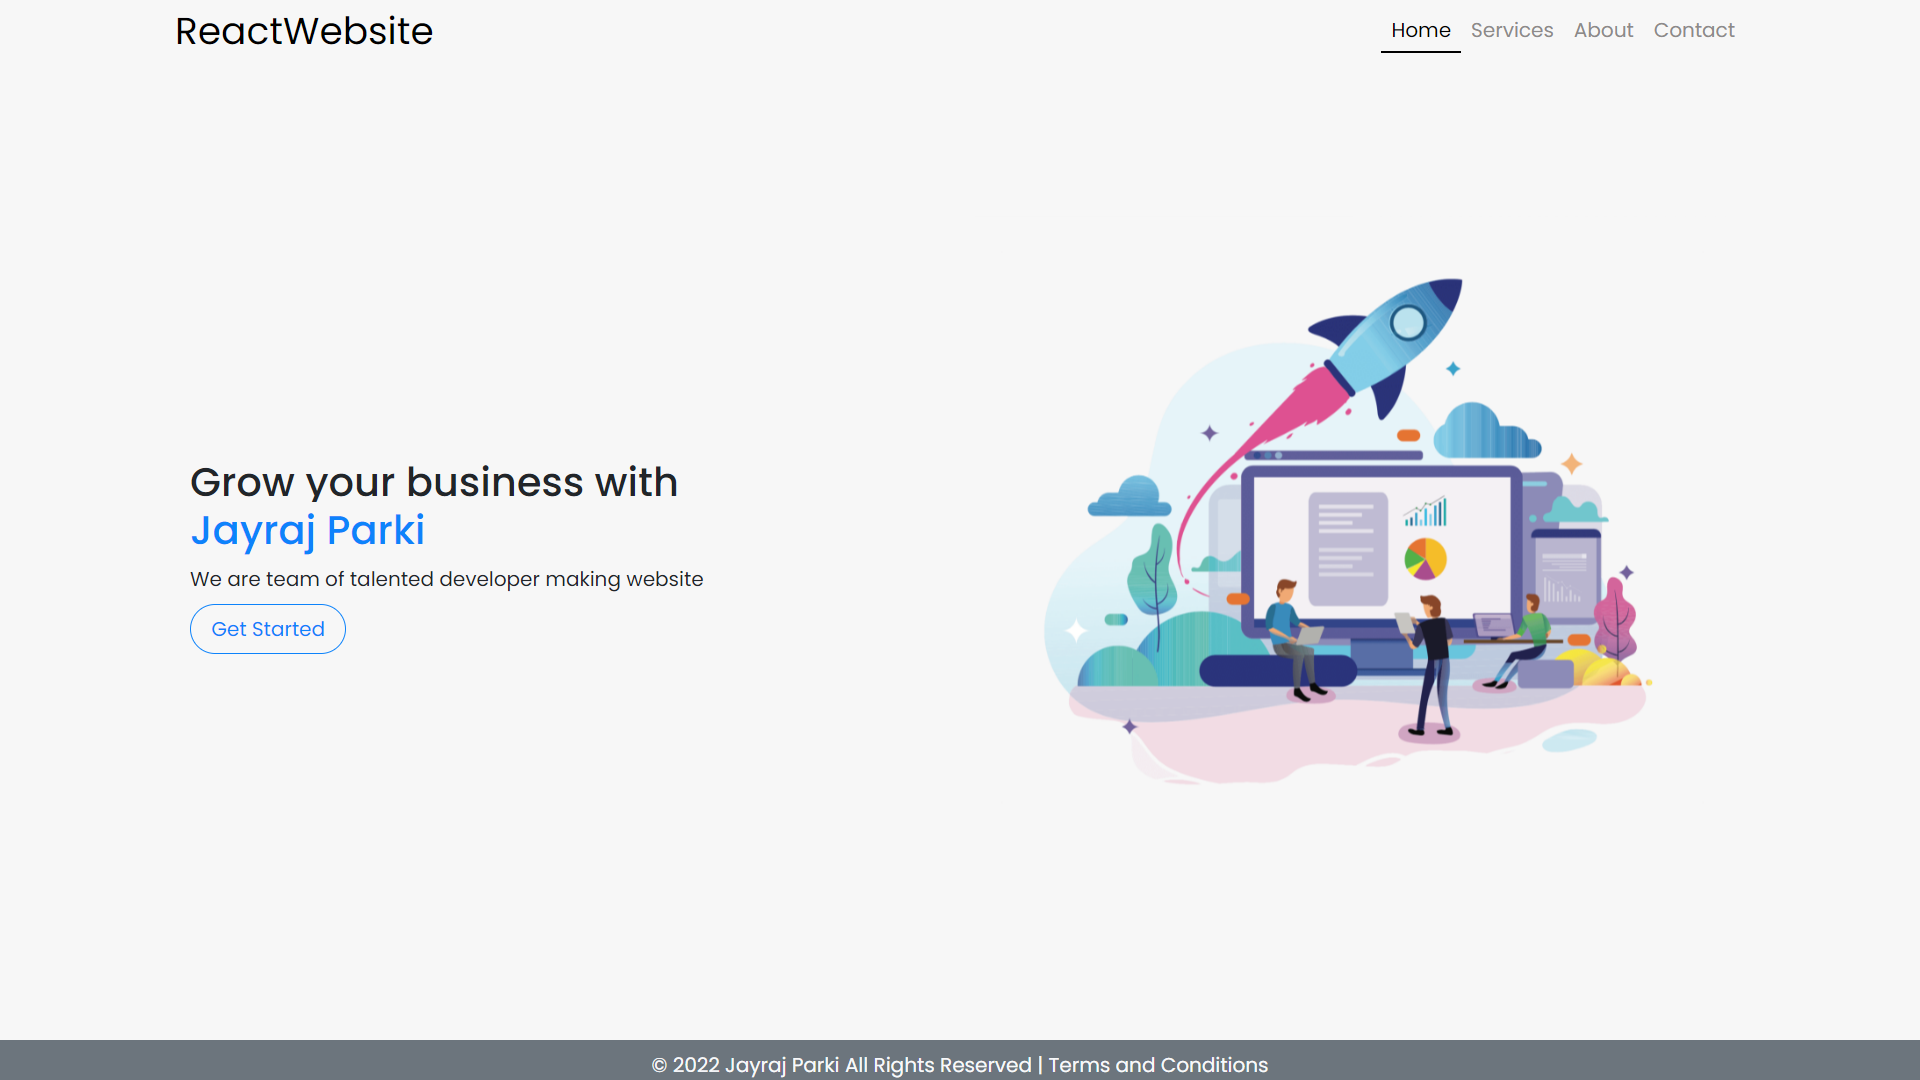 ReactWebsite
Home Services About Contact
Grow your business with
Jayraj Parki
We are team of talented developer making website
Get Started
© 2022 Jayraj Parki All Rights Reserved | Terms and Conditions